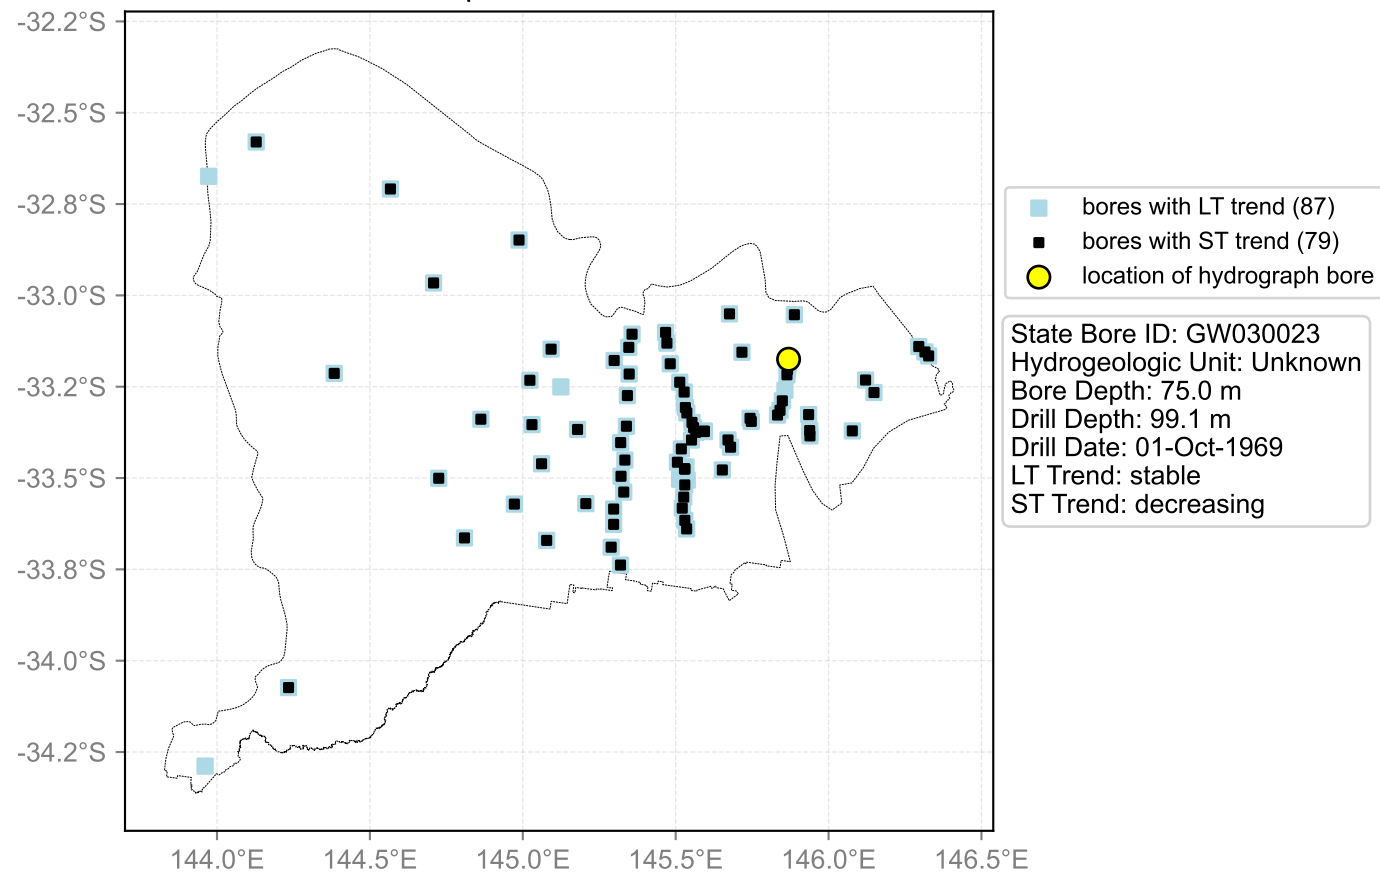 -32.2°S
-32.5°S
-32.8°S
-33.0°S
-33.2°S
-33.5°S
-33.8°S
-34.0°S
-34.2°S
144.0°E
144.5°E
145.0°E
145.5°E
146.0°E
146.5°E
bores with LT trend (87)
bores with ST trend (79)
location of hydrograph bore
State Bore ID: GW030023
Hydrogeologic Unit: Unknown
Bore Depth: 75.0 m
Drill Depth: 99.1 m
Drill Date: 01-Oct-1969
LT Trend: stable
ST Trend: decreasing